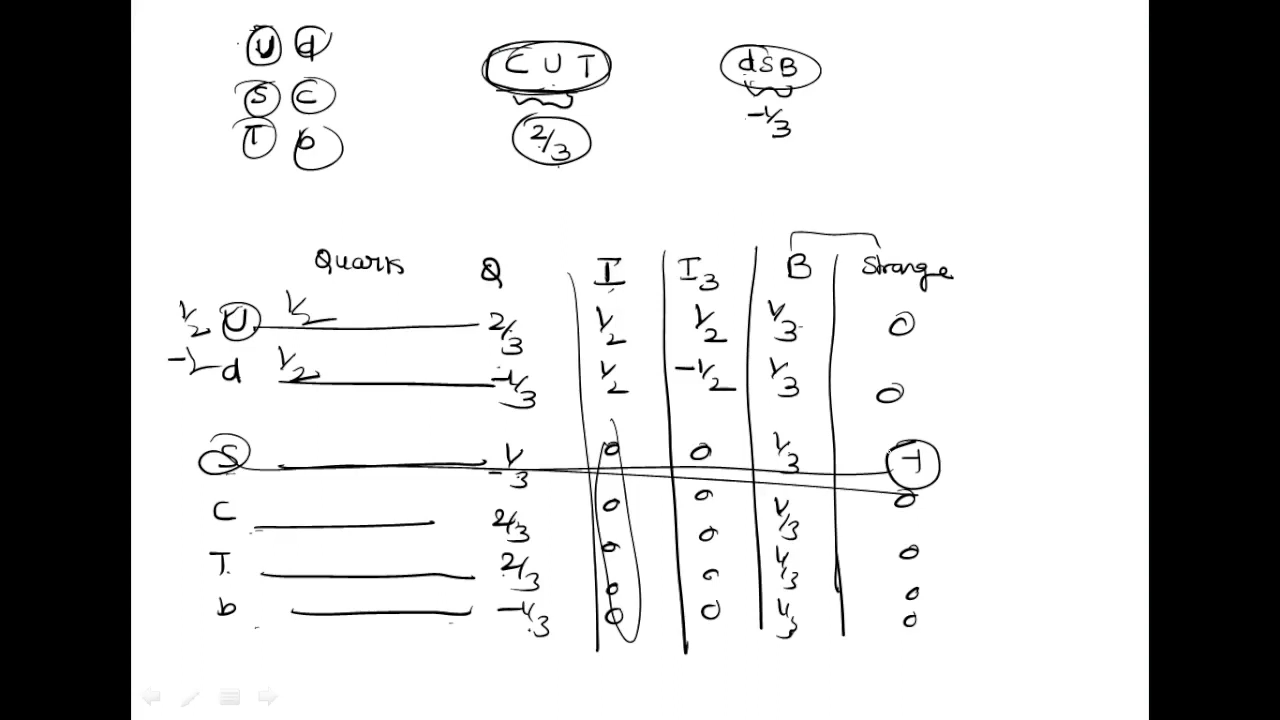 U d
C U T
d S B
S C
2/3
-1/3
T b
Quark Q I I3 B Strange
1/2 U 1/2 2/3 1/2 1/2 1/3 0
d 1/2 -1/3 1/2 -1/2 1/3 0
S -1/3 0 0 1/3 -1
C 2/3 0 0 1/3 0
T 2/3 0 0 1/3 0
b -1/3 0 0 1/3 0